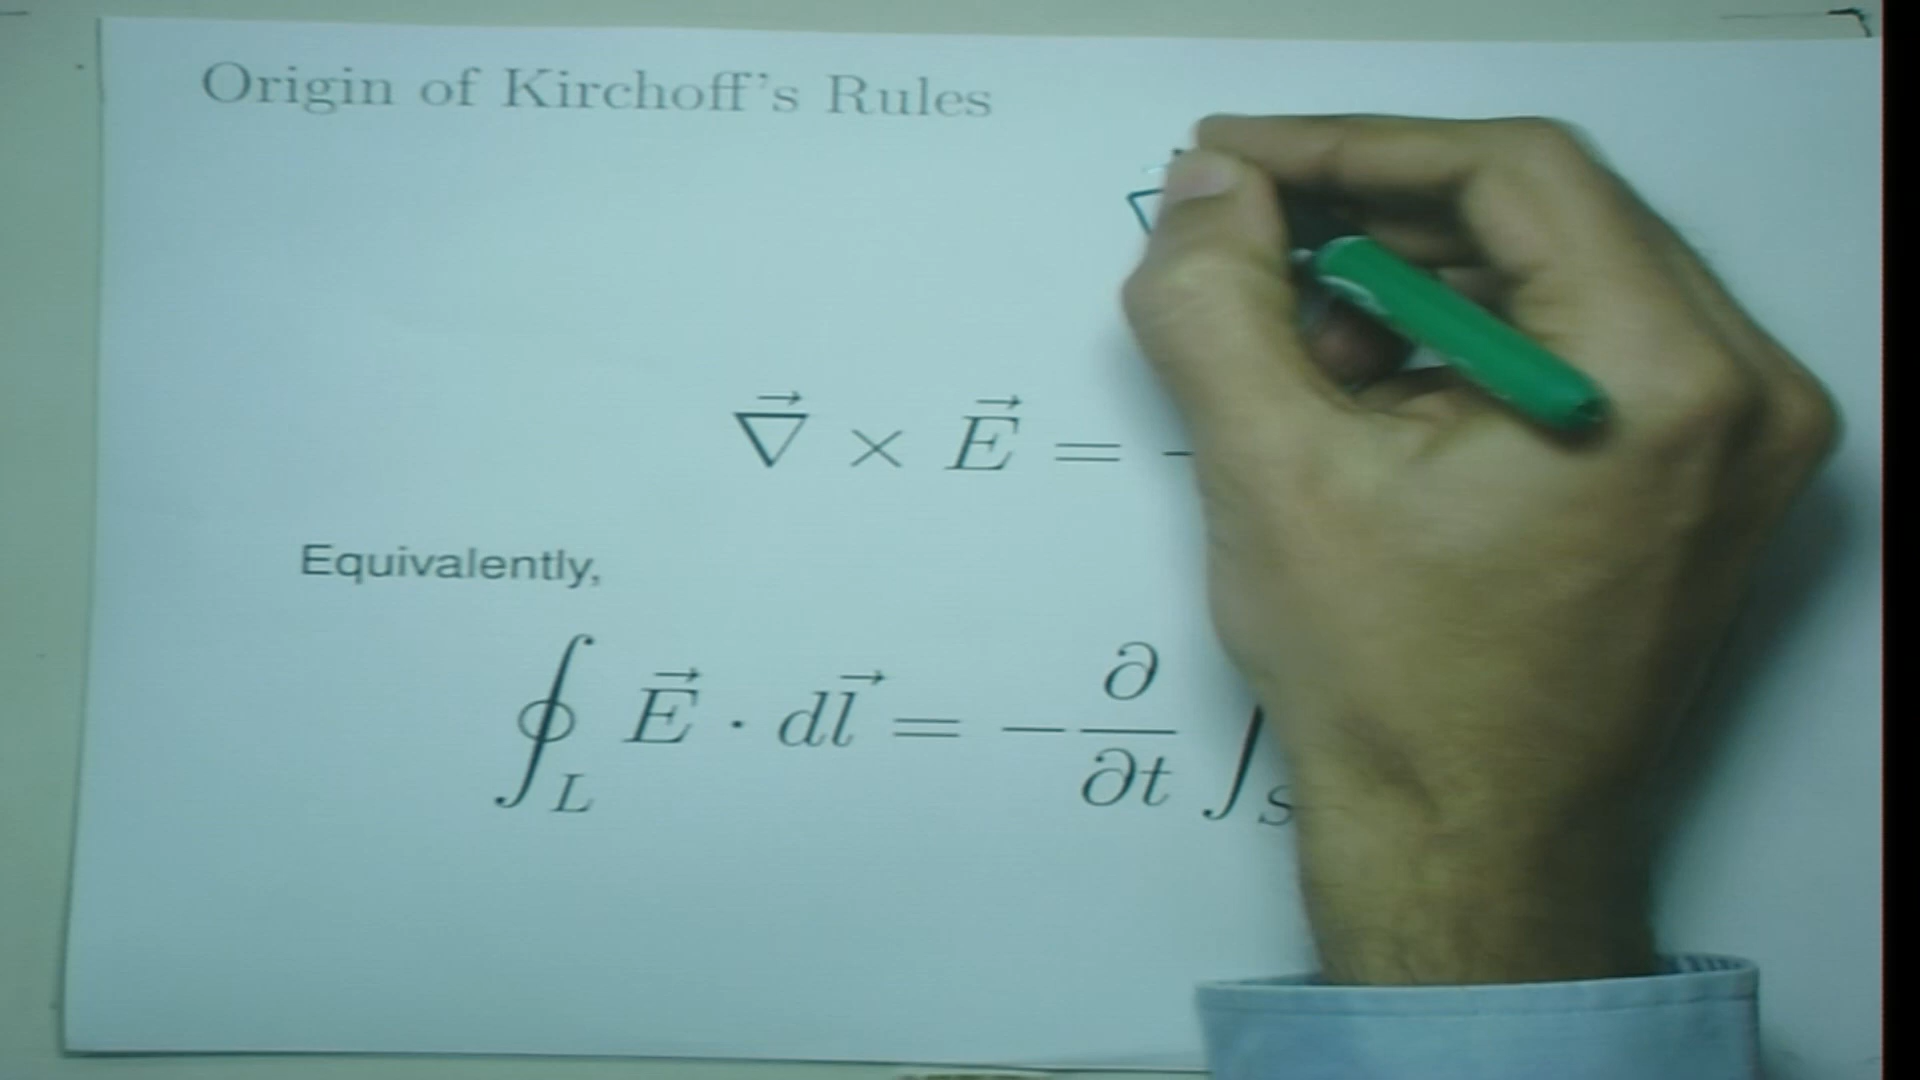 Origin of Kirchoff's Rules
∇
∇⃗ × E⃗ = −
Equivalently,
∮_L E⃗ · dl⃗ = − ∂/∂t ∫_S